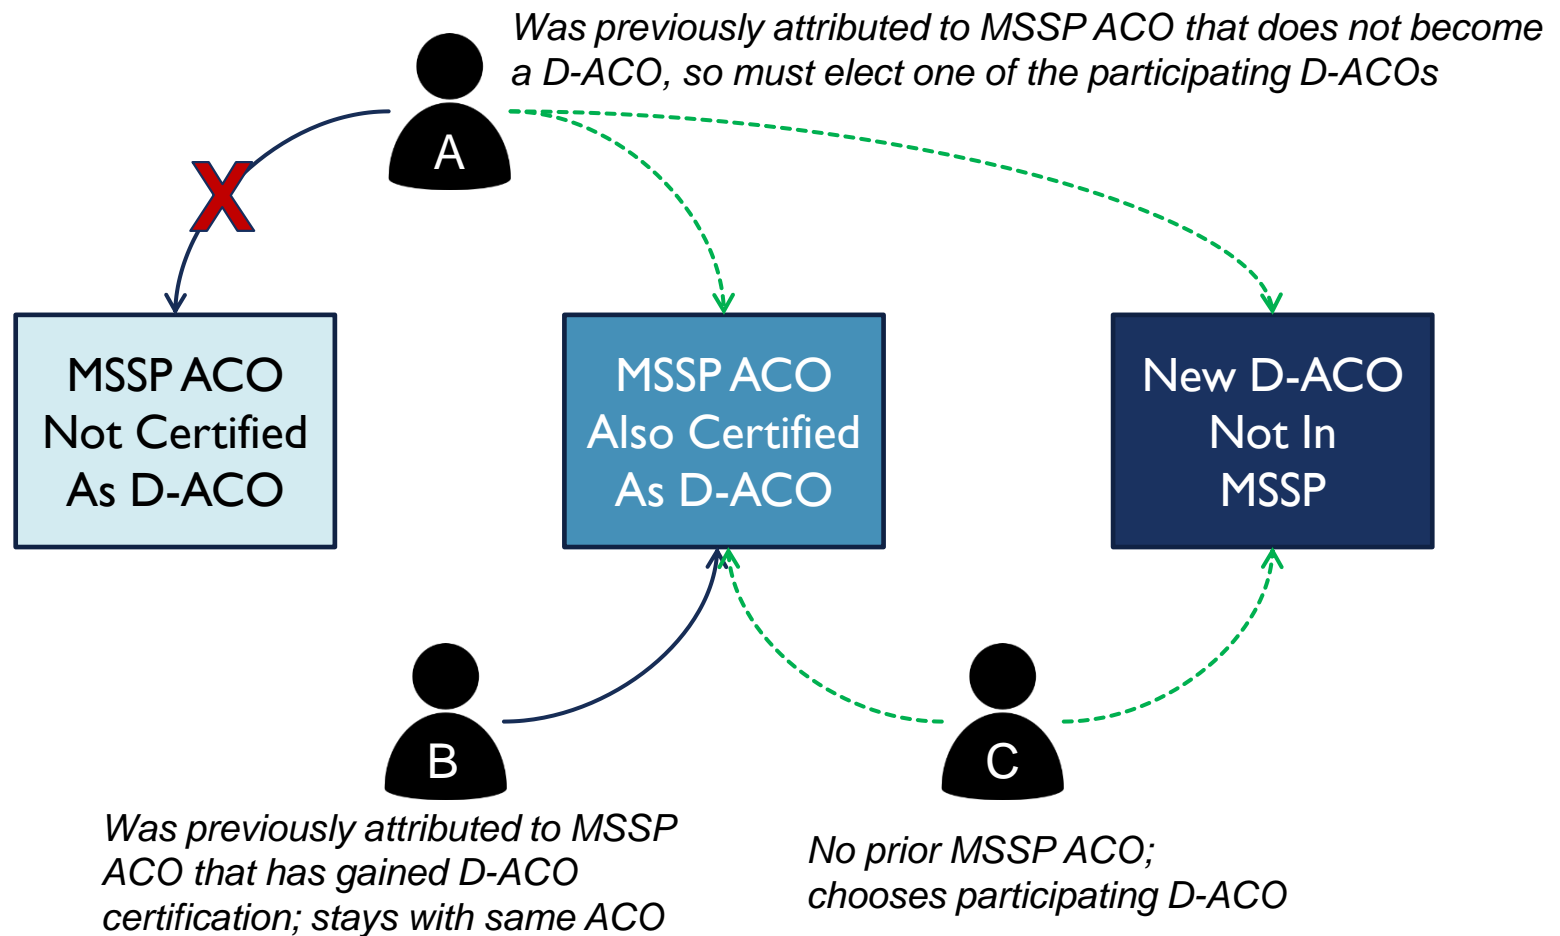 Was previously attributed to MSSP ACO that does not become
a D-ACO, so must elect one of the participating D-ACOs
A
X
MSSP ACO
Not Certified
As D-ACO
MSSP ACO
Also Certified
As D-ACO
New D-ACO
Not In
MSSP
B
C
Was previously attributed to MSSP
ACO that has gained D-ACO
certification; stays with same ACO
No prior MSSP ACO;
chooses participating D-ACO